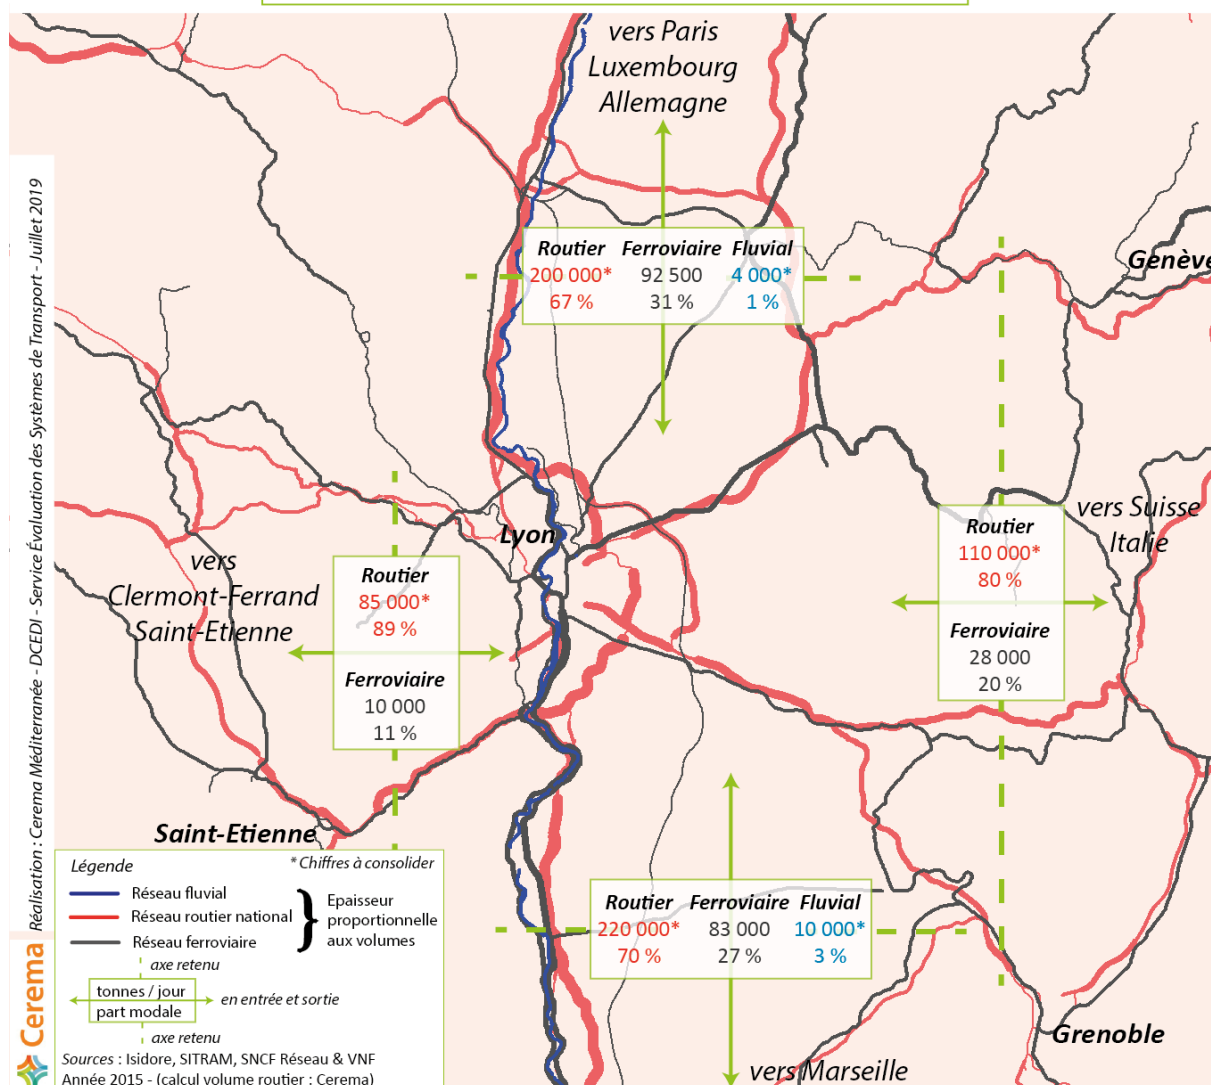 vers Paris
Luxembourg
Allemagne
Routier Ferroviaire Fluvial
200 000* 92 500 4 000*
67 % 31 % 1 %
Genève
Lyon
vers
Clermont-Ferrand
Saint-Etienne
Routier
85 000*
89 %
Ferroviaire
10 000
11 %
vers Suisse
Italie
Routier
110 000*
80 %
Ferroviaire
28 000
20 %
Saint-Etienne
Routier Ferroviaire Fluvial
220 000* 83 000 10 000*
70 % 27 % 3 %
Grenoble
vers Marseille
Légende
* Chiffres à consolider
Réseau fluvial
Réseau routier national
Réseau ferroviaire
Epaisseur
proportionnelle
aux volumes
axe retenu
tonnes / jour
part modale
en entrée et sortie
axe retenu
Sources : Isidore, SITRAM, SNCF Réseau & VNF
Année 2015 - (calcul volume routier : Cerema)
Réalisation : Cerema Méditerranée - DCEDI - Service Évaluation des Systèmes de Transport - Juillet 2019
Cerema